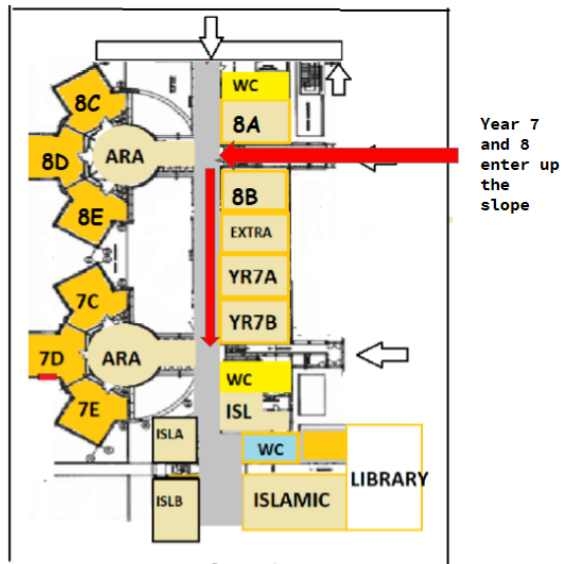 WC
8C
8A
Year 7
and 8
enter up
the
slope
8D
ARA
8B
8E
EXTRA
YR7A
7C
YR7B
7D
ARA
WC
7E
ISL
ISLA
WC
LIBRARY
ISLB
ISLAMIC